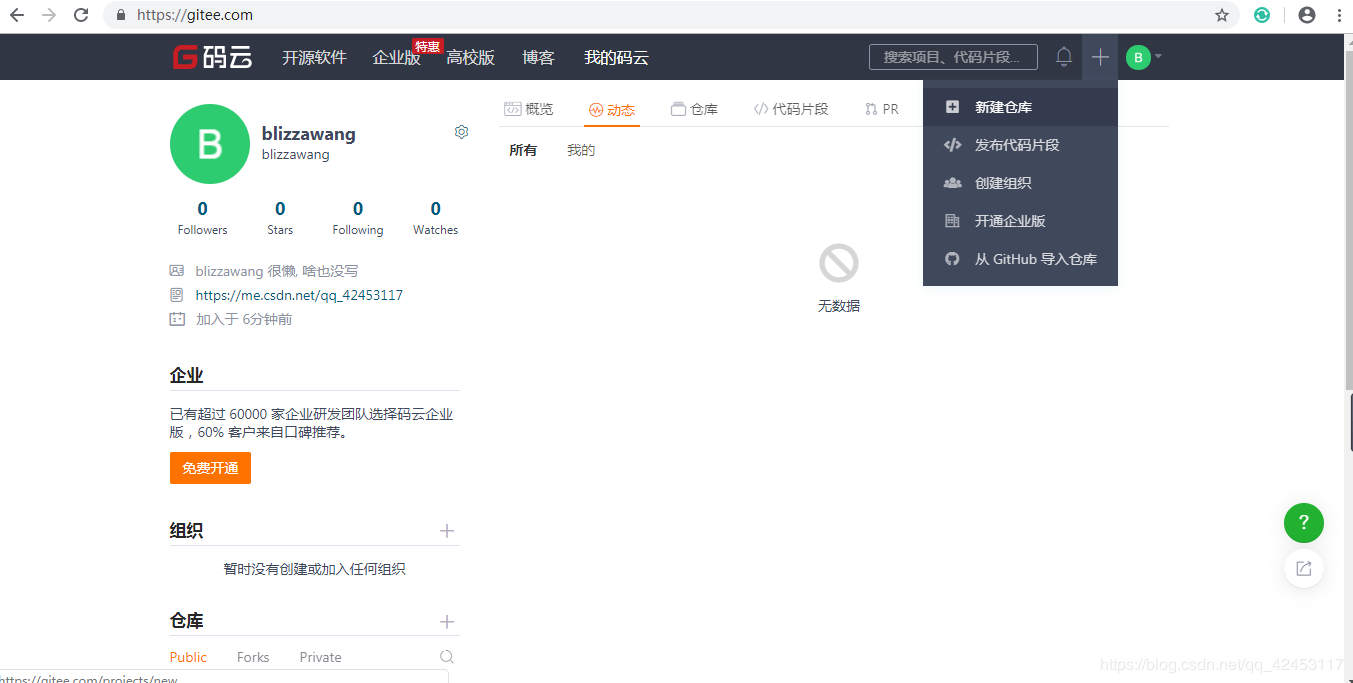 https://gitee.com
G 码云 开源软件 企业版 特惠 高校版 博客 我的码云 搜索项目、代码片段... B
B
blizzawang
blizzawang
0 0 0 0
Followers Stars Following Watches
blizzawang 很懒, 啥也没写
https://me.csdn.net/qq_42453117
加入于 6分钟前
企业
已有超过 60000 家企业研发团队选择码云企业
版，60% 客户来自口碑推荐。
免费开通
组织
暂时没有创建或加入任何组织
仓库
Public Forks Private
https://gitee.com/projects/new
概览 动态 仓库 代码片段 PR
所有 我的
无数据
新建仓库
发布代码片段
创建组织
开通企业版
从 GitHub 导入仓库
?
https://blog.csdn.net/qq_42453117